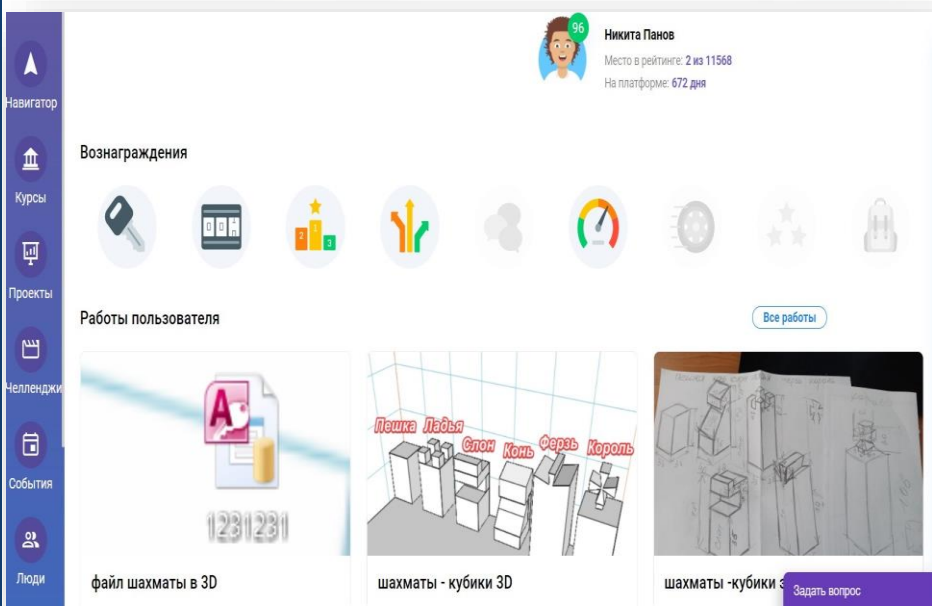 Никита Панов
96
Место в рейтинге: 2 из 11568
На платформе: 672 дня
Навигатор
Курсы
Проекты
Челленджи
События
Люди
Вознаграждения
Работы пользователя
Все работы
1231231
Пешка Ладья
Слон Конь Ферзь Король
файл шахматы в 3D
шахматы - кубики 3D
шахматы -кубики
Задать вопрос